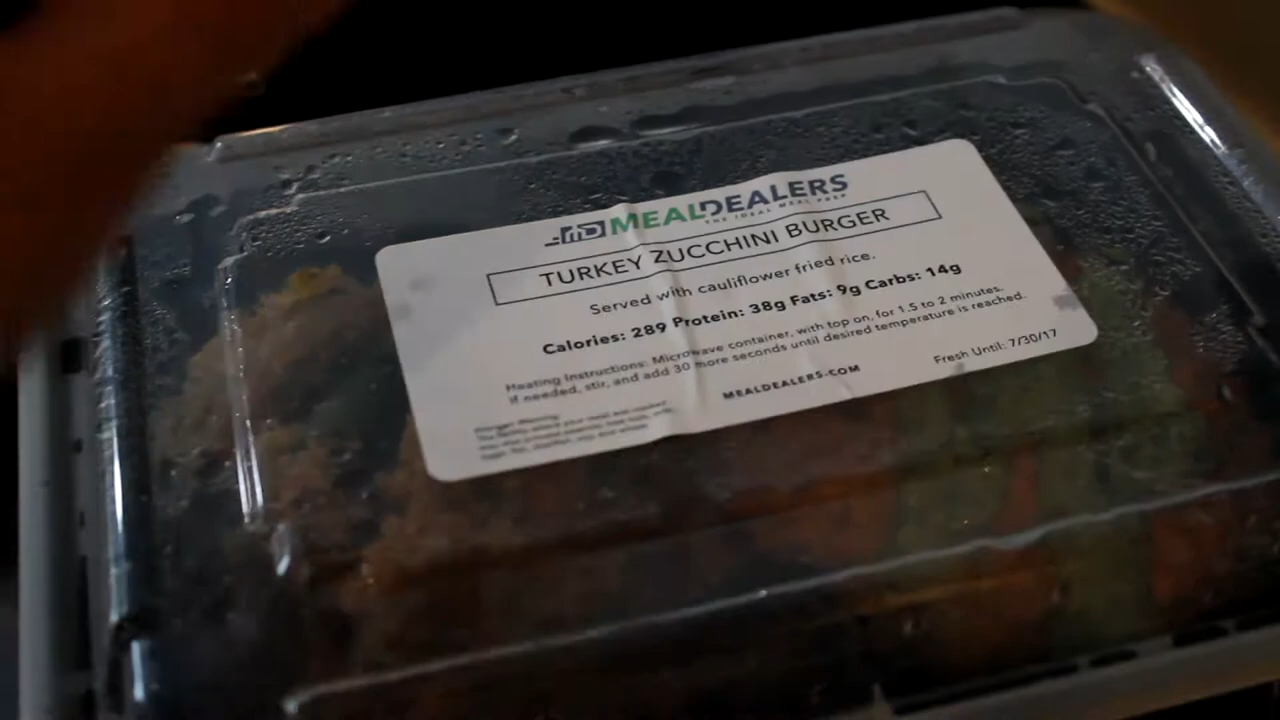 MD MEALDEALERS
THE IDEAL MEAL PREP
TURKEY ZUCCHINI BURGER
Served with cauliflower fried rice.
Calories: 289 Protein: 38g Fats: 9g Carbs: 14g
Heating Instructions: Microwave container, with top on, for 1.5 to 2 minutes.
If needed, stir, and add 30 more seconds until desired temperature is reached.
MEALDEALERS.COM
Fresh Until: 7/30/17